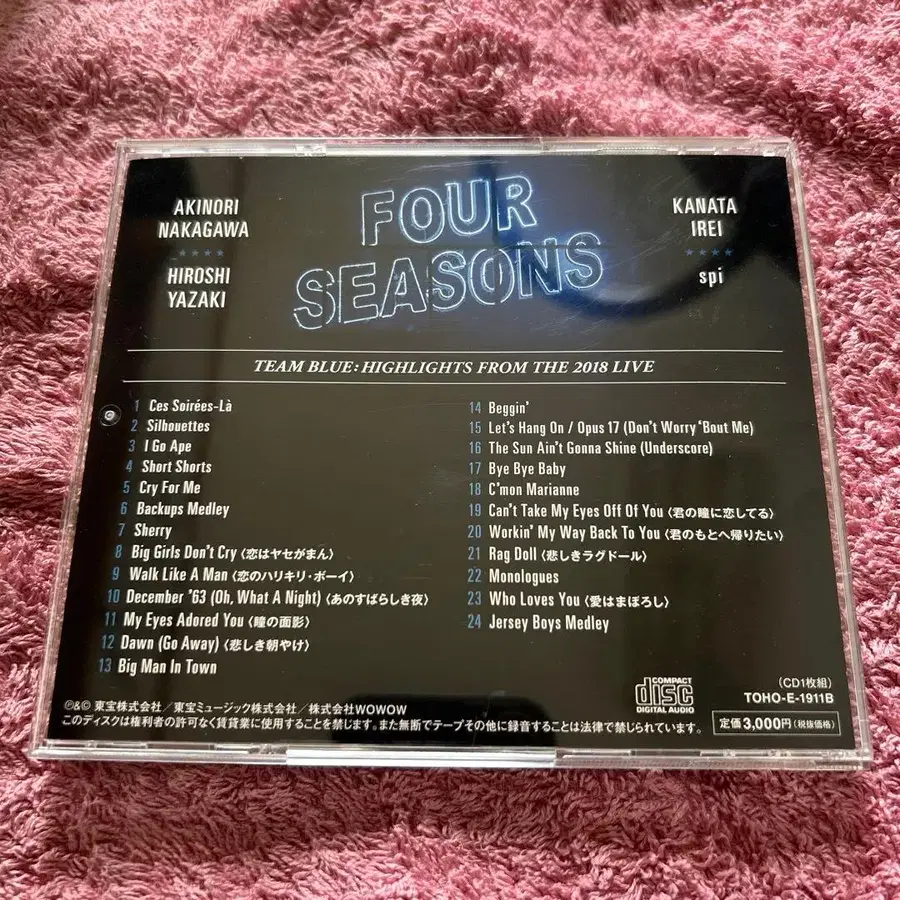 AKINORI
NAKAGAWA
★★★★
HIROSHI
YAZAKI
FOUR
SEASONS
KANATA
IREI
★★★★
spi
TEAM BLUE: HIGHLIGHTS FROM THE 2018 LIVE
1 Ces Soirées-Là
2 Silhouettes
3 I Go Ape
4 Short Shorts
5 Cry For Me
6 Backups Medley
7 Sherry
8 Big Girls Don't Cry〈恋はヤセがまん〉
9 Walk Like A Man〈恋のハリキリ・ボーイ〉
10 December '63 (Oh, What A Night)〈あのすばらしき夜〉
11 My Eyes Adored You〈瞳の面影〉
12 Dawn (Go Away)〈悲しき朝やけ〉
13 Big Man In Town
14 Beggin'
15 Let's Hang On / Opus 17 (Don't Worry 'Bout Me)
16 The Sun Ain't Gonna Shine (Underscore)
17 Bye Bye Baby
18 C'mon Marianne
19 Can't Take My Eyes Off Of You〈君の瞳に恋してる〉
20 Workin' My Way Back To You〈君のもとへ帰りたい〉
21 Rag Doll〈悲しきラグドール〉
22 Monologues
23 Who Loves You〈愛はまぼろし〉
24 Jersey Boys Medley
℗&© 東宝株式会社/東宝ミュージック株式会社/株式会社WOWOW
このディスクは権利者の許可なく賃貸業に使用することを禁じます。また無断でテープその他に録音することは法律で禁じられています。
COMPACT
disc
DIGITAL AUDIO
(CD1枚組)
TOHO-E-1911B
定価3,000円(税抜価格)